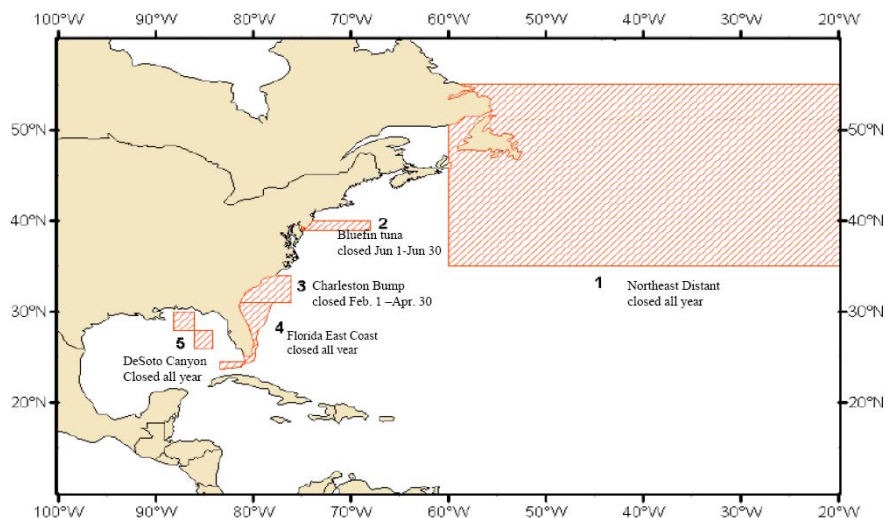 100°W 90°W 80°W 70°W 60°W 50°W 40°W 30°W 20°W
50°N 50°N
40°N 2 40°N
Bluefin tuna
closed Jun 1-Jun 30
3 Charleston Bump
closed Feb. 1 –Apr. 30
1 Northeast Distant
closed all year
30°N 30°N
4 Florida East Coast
closed all year
5
DeSoto Canyon
Closed all year
20°N 20°N
100°W 90°W 80°W 70°W 60°W 50°W 40°W 30°W 20°W